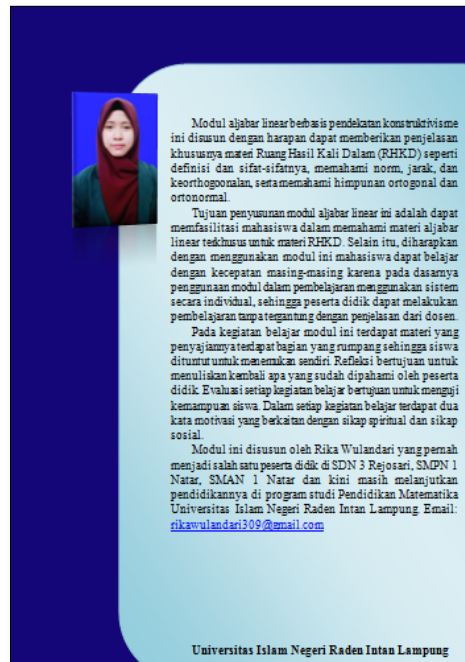 Modul aljabar linear berbasis pendekatan konstruktivisme
ini disusun dengan harapan dapat memberikan penjelasan
khususnya materi Ruang Hasil Kali Dalam (RHKD) seperti
definisi dan sifat-sifatnya, memahami norm, jarak, dan
keorthogoonalan, serta memahami himpunan ortogonal dan
ortonormal.
Tujuan penyusunan modul aljabar linear ini adalah dapat
memfasilitasi mahasiswa dalam memahami materi aljabar
linear terkhusus untuk materi RHKD. Selain itu, diharapkan
dengan menggunakan modul ini mahasiswa dapat belajar
dengan kecepatan masing-masing karena pada dasarnya
penggunaan modul dalam pembelajaran menggunakan sistem
secara individual, sehingga peserta didik dapat melakukan
pembelajaran tanpa tergantung dengan penjelasan dari dosen.
Pada kegiatan belajar modul ini terdapat materi yang
penyajiannya terdapat bagian yang rumpang sehingga siswa
dituntut untuk menemukan sendiri. Refleksi bertujuan untuk
menuliskan kembali apa yang sudah dipahami oleh peserta
didik. Evaluasi setiap kegiatan belajar bertujuan untuk menguji
kemampuan siswa. Dalam setiap kegiatan belajar terdapat dua
kata motivasi yang berkaitan dengan sikap spiritual dan sikap
sosial.
Modul ini disusun oleh Rika Wulandari yang pernah
menjadi salah satu peserta didik di SDN 3 Rejosari, SMPN 1
Natar, SMAN 1 Natar dan kini masih melanjutkan
pendidikannya di program studi Pendidikan Matematika
Universitas Islam Negeri Raden Intan Lampung. Email:
rikawulandari309@gmail.com
Universitas Islam Negeri Raden Intan Lampung